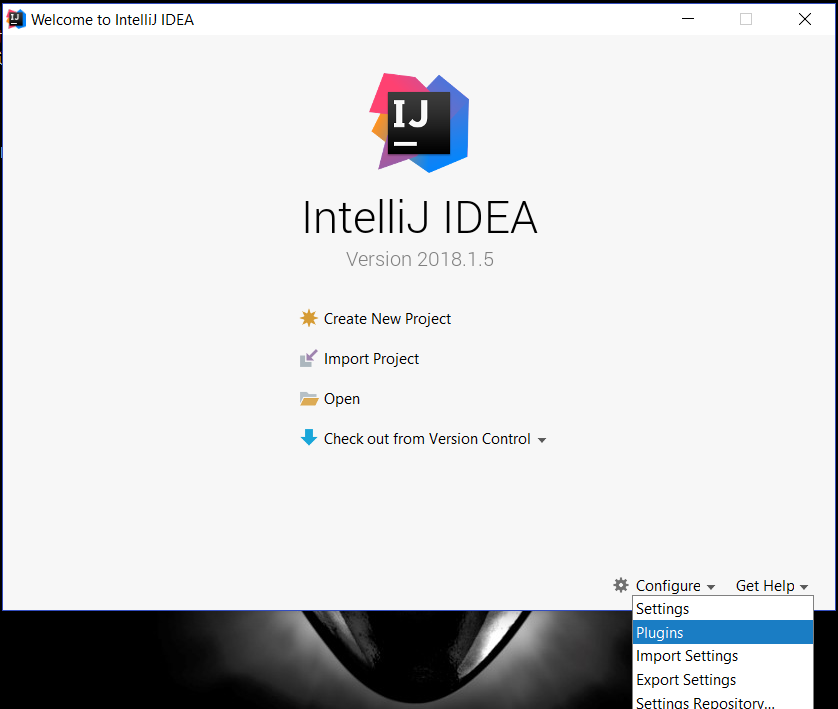 Welcome to IntelliJ IDEA
IJ
IntelliJ IDEA
Version 2018.1.5
Create New Project
Import Project
Open
Check out from Version Control
Configure
Get Help
Settings
Plugins
Import Settings
Export Settings
Settings Repository...